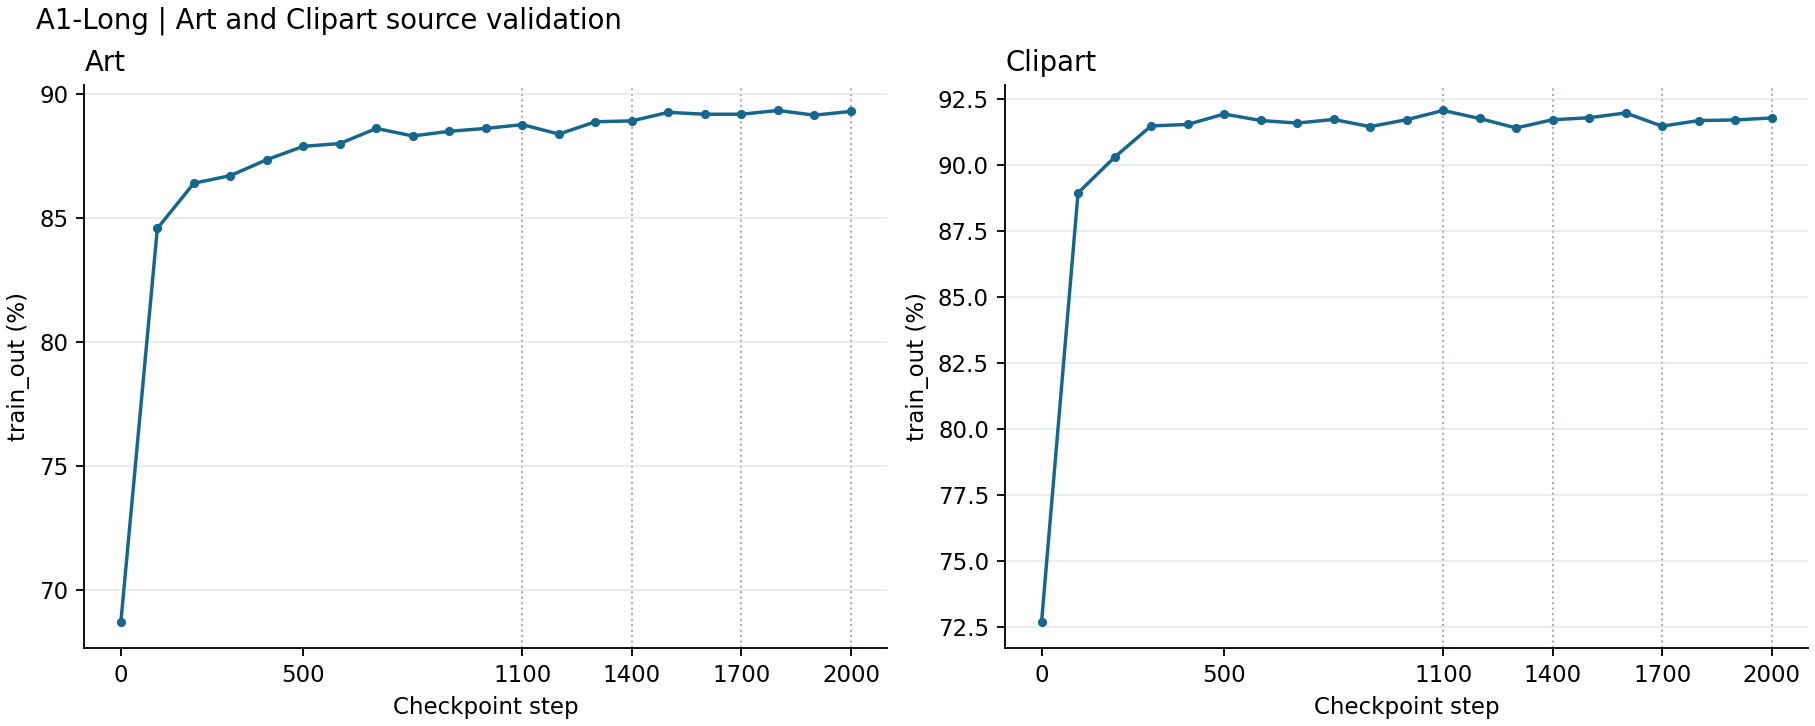 A1-Long | Art and Clipart source validation
Art
90
85
80
75
70
train_out (%)
0 500 1100 1400 1700 2000
Checkpoint step
Clipart
92.5
90.0
87.5
85.0
82.5
80.0
77.5
75.0
72.5
train_out (%)
0 500 1100 1400 1700 2000
Checkpoint step